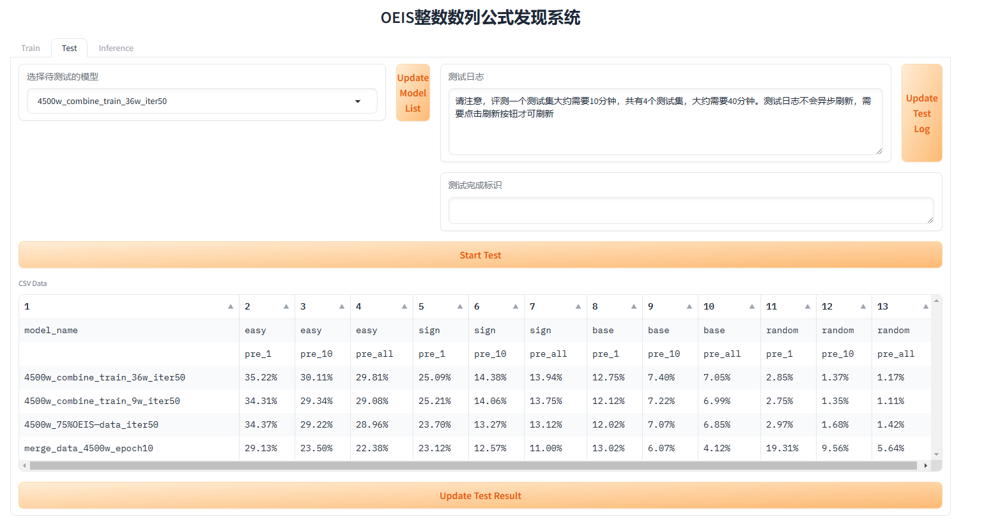 OEIS整数数列公式发现系统
Train Test Inference
选择待测试的模型
4500w_combine_train_36w_iter50
Update
Model
List
测试日志
请注意，评测一个测试集大约需要10分钟，共有4个测试集，大约需要40分钟。测试日志不会异步刷新，需
要点击刷新按钮才可刷新
Update
Test
Log
测试完成标识
Start Test
CSV Data
1 2 3 4 5 6 7 8 9 10 11 12 13
model_name easy easy easy sign sign sign base base base random random random
pre_1 pre_10 pre_all pre_1 pre_10 pre_all pre_1 pre_10 pre_all pre_1 pre_10 pre_all
4500w_combine_train_36w_iter50 35.22% 30.11% 29.81% 25.09% 14.38% 13.94% 12.75% 7.40% 7.05% 2.85% 1.37% 1.17%
4500w_combine_train_9w_iter50 34.31% 29.34% 29.08% 25.21% 14.06% 13.75% 12.12% 7.22% 6.99% 2.75% 1.35% 1.11%
4500w_75%OEIS—data_iter50 34.37% 29.22% 28.96% 23.70% 13.27% 13.12% 12.02% 7.07% 6.85% 2.97% 1.68% 1.42%
merge_data_4500w_epoch10 29.13% 23.50% 22.38% 23.12% 12.57% 11.00% 13.02% 6.07% 4.12% 19.31% 9.56% 5.64%
Update Test Result